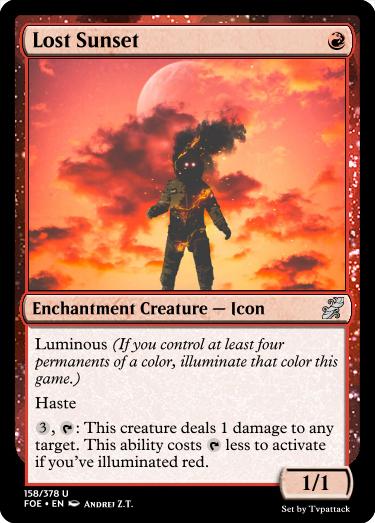 Lost Sunset
Enchantment Creature — Icon
Luminous (If you control at least four
permanents of a color, illuminate that color this
game.)
Haste
3, : This creature deals 1 damage to any
target. This ability costs less to activate
if you've illuminated red.
1/1
158/378 U
FOE • EN Andrej Z.T.
Set by Tvpattack